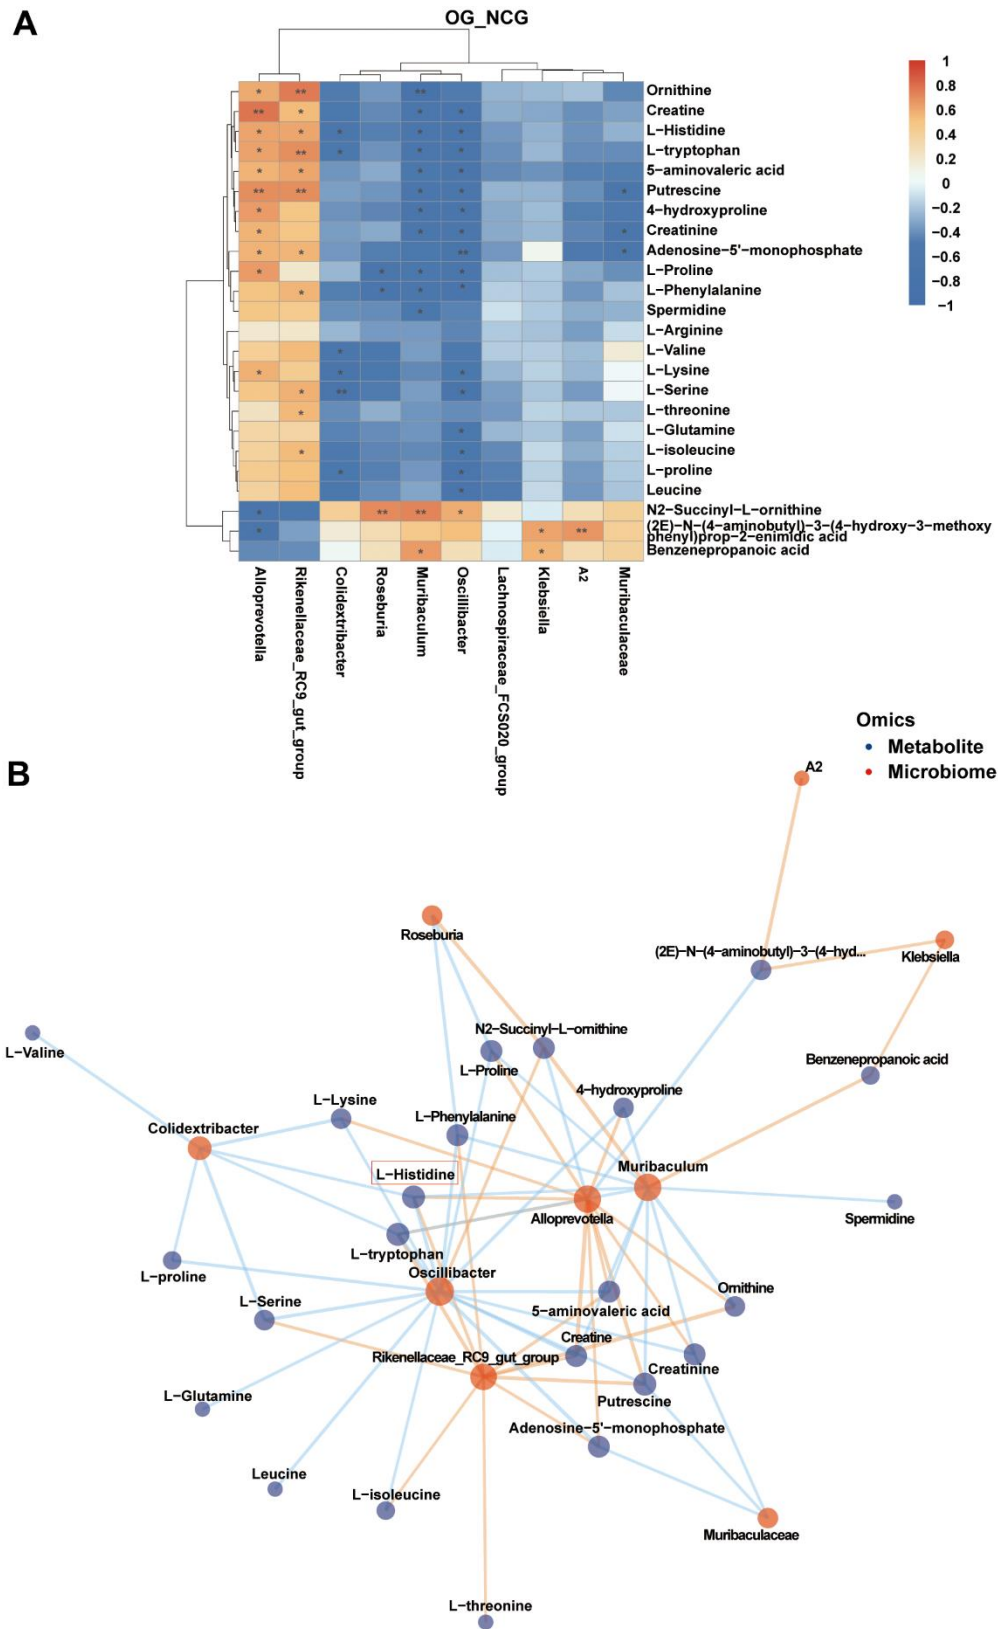 A
OG_NCG
1
0.8
0.6
0.4
0.2
0
−0.2
−0.4
−0.6
−0.8
−1
* ** ** Ornithine
** * * * Creatine
* * * * * L−Histidine
* ** * * * L−tryptophan
* * * * 5−aminovaleric acid
** ** * * * Putrescine
* * * 4−hydroxyproline
* * * * Creatinine
* * ** * Adenosine−5'−monophosphate
* * * * L−Proline
* * * * L−Phenylalanine
* Spermidine
L−Arginine
* L−Valine
* * * L−Lysine
* ** * L−Serine
* L−threonine
* L−Glutamine
* * L−isoleucine
* * L−proline
* Leucine
* ** ** * N2−Succinyl−L−ornithine
* * ** (2E)−N−(4−aminobutyl)−3−(4−hydroxy−3−methoxy
phenyl)prop−2−enimidic acid
* * Benzenepropanoic acid
Alloprevotella
Rikenellaceae_RC9_gut_group
Colidextribacter
Roseburia
Muribaculum
Oscillibacter
Lachnospiraceae_FCS020_group
Klebsiella
A2
Muribaculaceae
Omics
Metabolite
Microbiome
B
A2
Roseburia
(2E)−N−(4−aminobutyl)−3−(4−hyd...
Klebsiella
N2−Succinyl−L−ornithine
L−Valine
L−Proline
Benzenepropanoic acid
4−hydroxyproline
L−Lysine
L−Phenylalanine
Colidextribacter
L−Histidine
Muribaculum
Alloprevotella
Spermidine
L−tryptophan
Oscillibacter
L−proline
Ornithine
L−Serine
5−aminovaleric acid
Creatine
Rikenellaceae_RC9_gut_group
Creatinine
L−Glutamine
Putrescine
Adenosine−5'−monophosphate
Leucine
L−isoleucine
Muribaculaceae
L−threonine